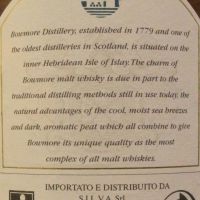 Bowmore Distillery, established in 1779 and one of
the oldest distilleries in Scotland, is situated on the
inner Hebridean Isle of Islay. The charm of
Bowmore malt whisky is due in part to the
traditional distilling methods still in use today, the
natural advantages of the cool, moist sea breezes
and dark, aromatic peat which all combine to give
Bowmore its unique quality as the most
complex of all malt whiskies.
IMPORTATO E DISTRIBUITO DA
S.I.L.V.A. Srl